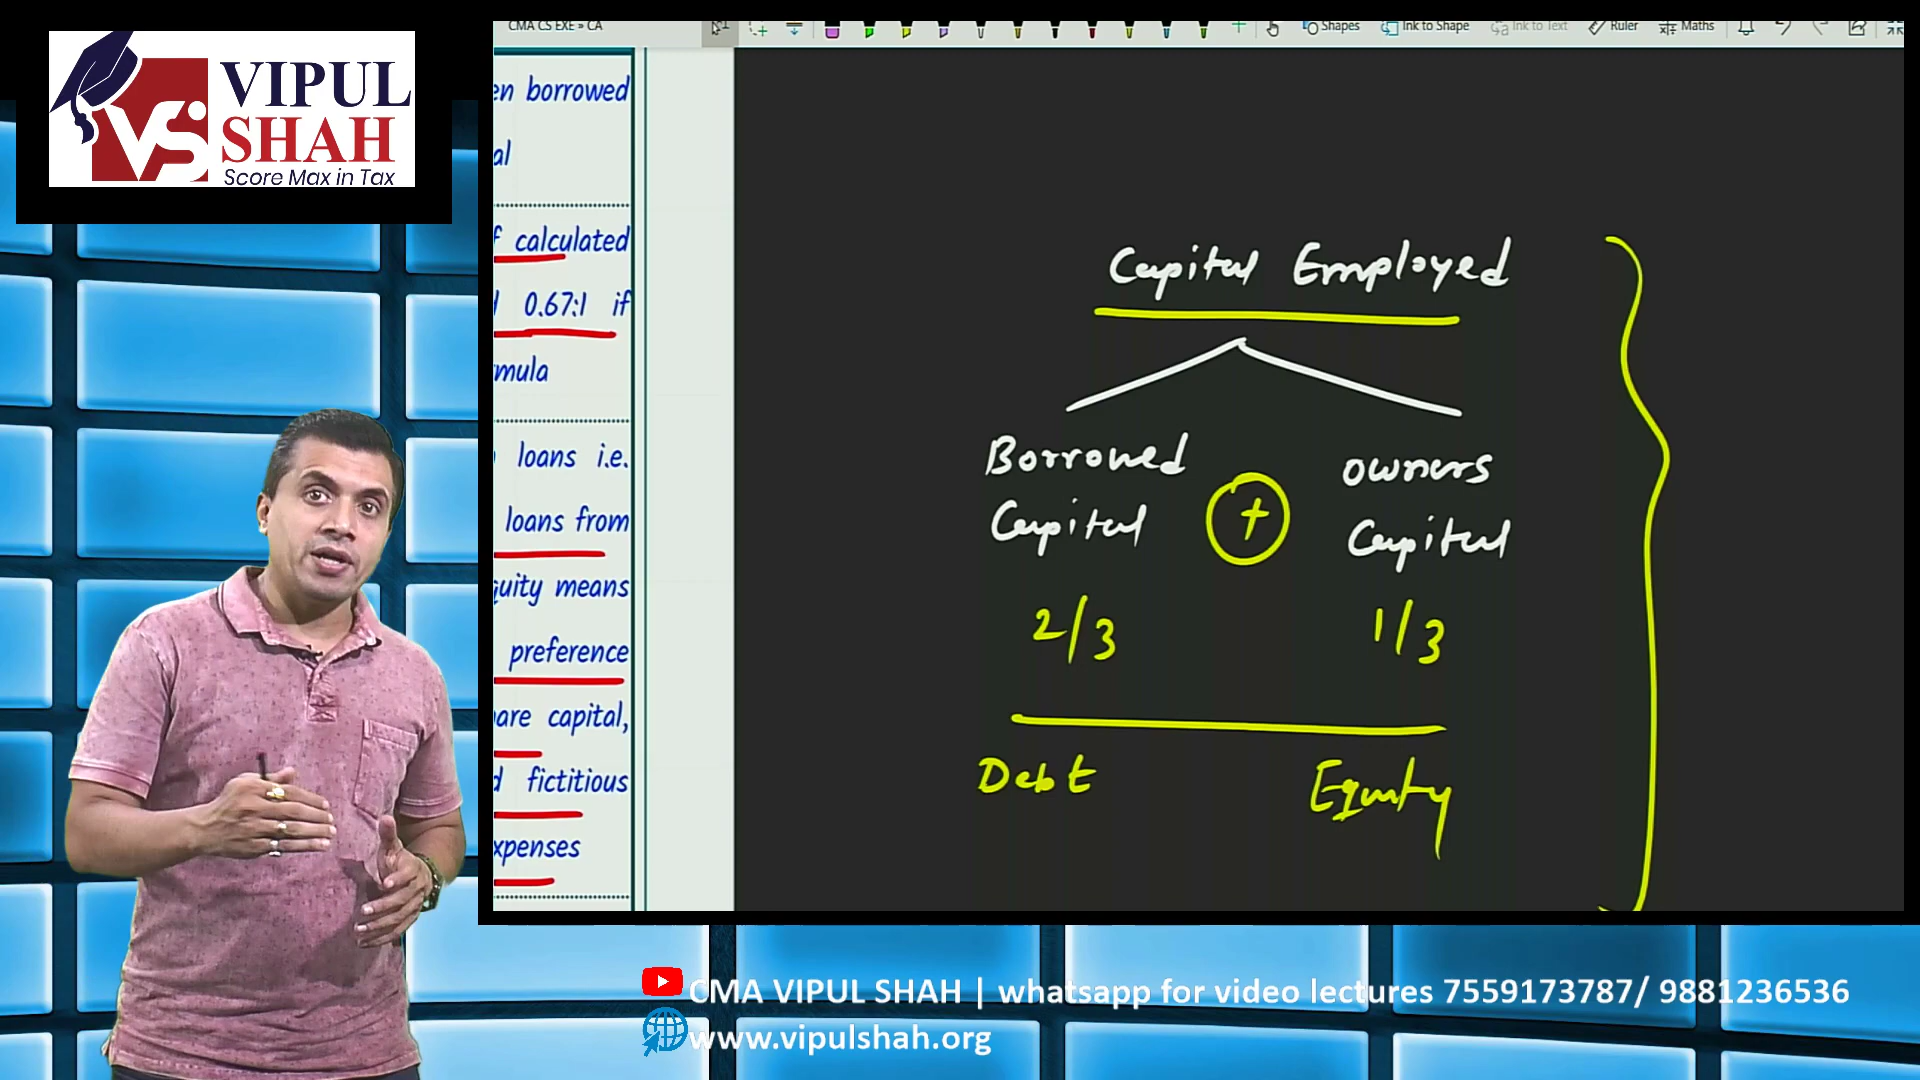 VIPUL
SHAH
Score Max in Tax
VS
CMA CS EXE » CA
Shapes
Ink to Shape
Ink to Text
Ruler
Maths
en borrowed
al
f calculated
0.67:1 if
rmula
loans i.e.
loans from
quity means
preference
are capital,
d fictitious
xpenses
Capital Employed
Borrowed
Capital
+
owners
Capital
2/3
1/3
Debt
Equity
CMA VIPUL SHAH | whatsapp for video lectures 7559173787/ 9881236536
www.vipulshah.org